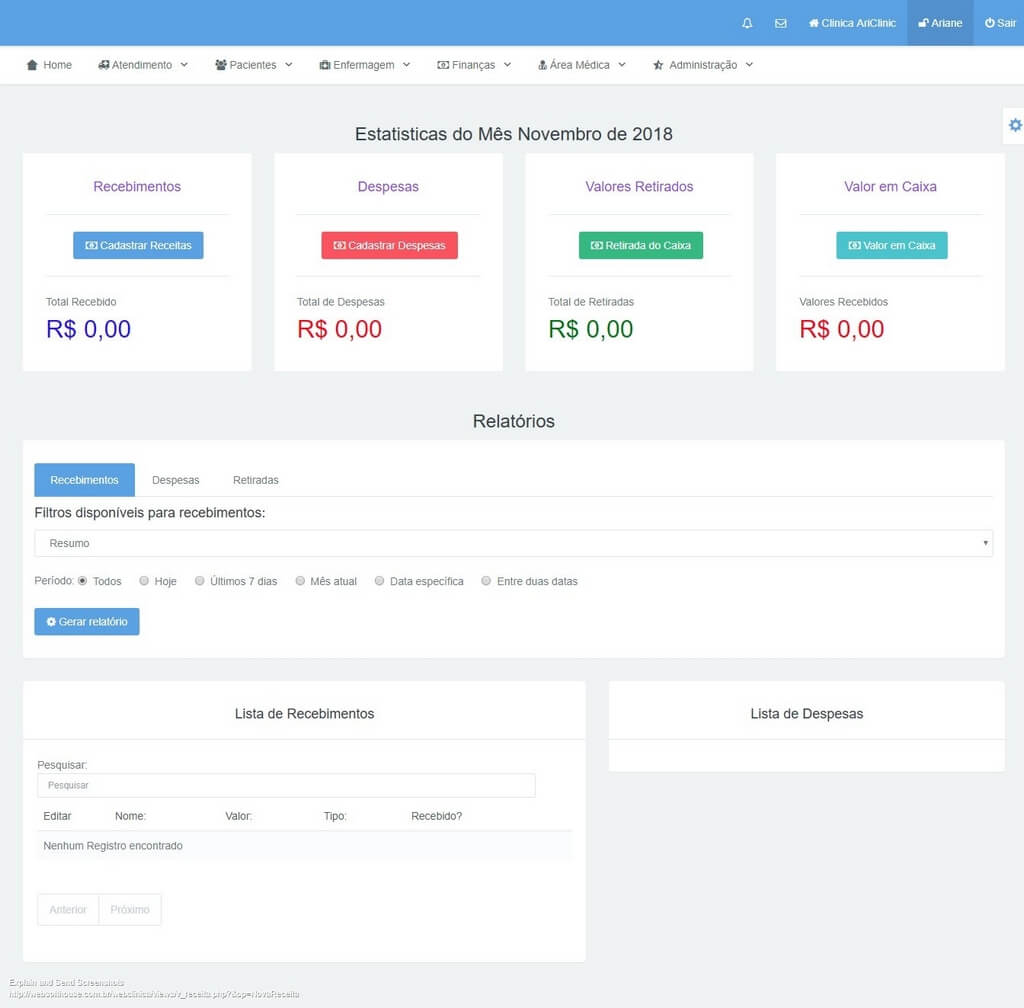 Clinica AriClinic Ariane Sair
Home Atendimento Pacientes Enfermagem Finanças Área Médica Administração
Estatisticas do Mês Novembro de 2018
Recebimentos Despesas Valores Retirados Valor em Caixa
Cadastrar Receitas Cadastrar Despesas Retirada do Caixa Valor em Caixa
Total Recebido Total de Despesas Total de Retiradas Valores Recebidos
R$ 0,00 R$ 0,00 R$ 0,00 R$ 0,00
Relatórios
Recebimentos Despesas Retiradas
Filtros disponíveis para recebimentos:
Resumo
Período: Todos Hoje Últimos 7 dias Mês atual Data específica Entre duas datas
Gerar relatório
Lista de Recebimentos Lista de Despesas
Pesquisar:
Pesquisar
Editar Nome: Valor: Tipo: Recebido?
Nenhum Registro encontrado
Anterior Próximo
Explain and Send Screenshots
http://websofthouse.com.br/webclinica/views/v_receita.php?&op=NovaReceita